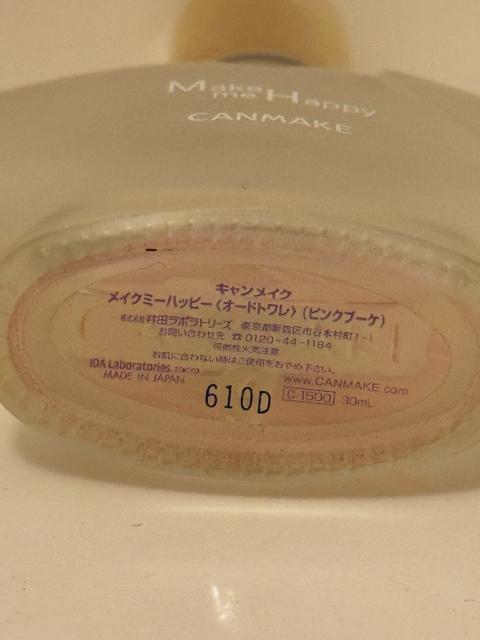 Make
me Happy
CANMAKE
キャンメイク
メイクミーハッピー〈オードトワレ〉〈ピンクブーケ〉
株式会社井田ラボラトリーズ 東京都新宿区市谷本村町1-1
お問い合わせ先 ☎ 0120-44-1184
可燃性火気注意
お肌に合わない時はご使用をおやめ下さい。
IDA Laboratories TOKYO www.CANMAKE.com
MAKE IN JAPAN C-1500 30mL
610D